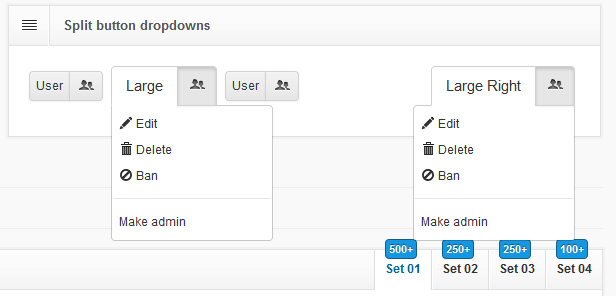 Split button dropdowns
User Large User Large Right
Edit Edit
Delete Delete
Ban Ban
Make admin Make admin
500+ 250+ 250+ 100+
Set 01 Set 02 Set 03 Set 04